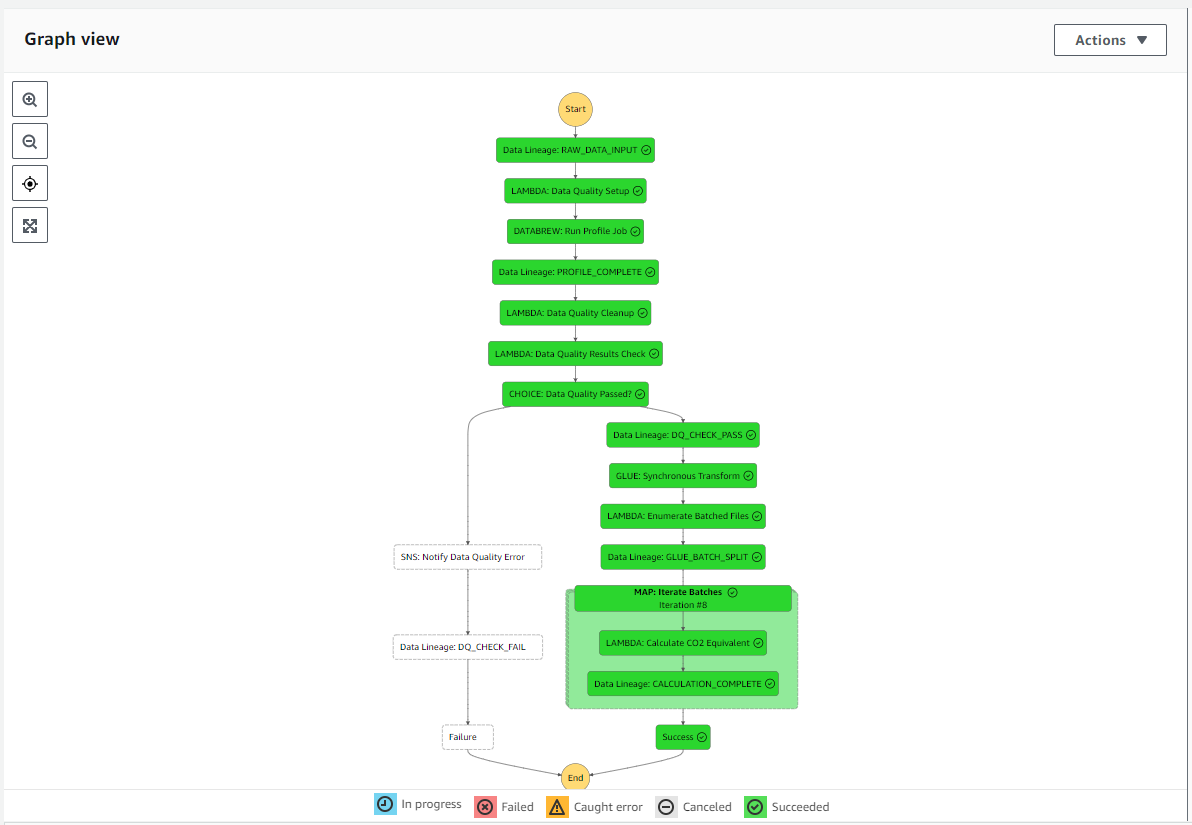 Graph view
Actions
Start
Data Lineage: RAW_DATA_INPUT
LAMBDA: Data Quality Setup
DATABREW: Run Profile Job
Data Lineage: PROFILE_COMPLETE
LAMBDA: Data Quality Cleanup
LAMBDA: Data Quality Results Check
CHOICE: Data Quality Passed?
Data Lineage: DQ_CHECK_PASS
GLUE: Synchronous Transform
LAMBDA: Enumerate Batched Files
SNS: Notify Data Quality Error
Data Lineage: GLUE_BATCH_SPLIT
MAP: Iterate Batches
Iteration #8
LAMBDA: Calculate CO2 Equivalent
Data Lineage: DQ_CHECK_FAIL
Data Lineage: CALCULATION_COMPLETE
Failure
Success
End
In progress
Failed
Caught error
Canceled
Succeeded